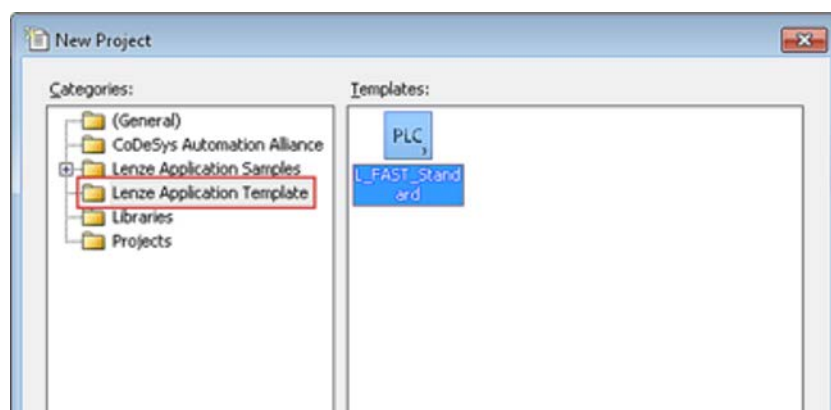 New Project
Categories:
(General)
CoDeSys Automation Alliance
Lenze Application Samples
Lenze Application Template
Libraries
Projects
Templates:
PLC
L_FAST_Stand
ard